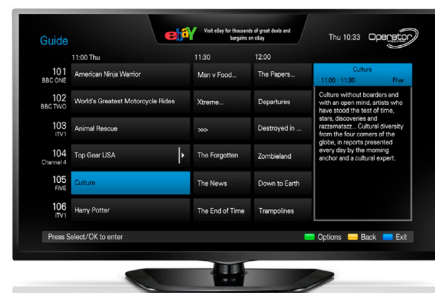 Guide
ebay
Visit eBay for thousands of great deals and bargains on eBay
Thu 10:33
Operator
11:00 Thu
11:30
12:00
101 BBC ONE
American Ninja Warrior
Man v Food...
The Papers...
102 BBC TWO
World's Greatest Motorcycle Rides
Xtreme...
Departures
103 ITV1
Animal Rescue
>>>
Destroyed in ...
104 Channel 4
Top Gear USA
The Forgotten
Zombieland
105 FIVE
Culture
The News
Down to Earth
106 ITV1
Harry Potter
The End of Time
Trampolines
Culture
11:00 - 11:30
Five
Culture without boarders and
with an open mind, artists who
have stood the test of time,
stars, discoveries and
razzamatazz... Cultural diversity
from the four corners of the
globe, in reports presented
every day by the morning
anchor and a cultural expert.
Press Select/OK to enter
Options
Back
Exit